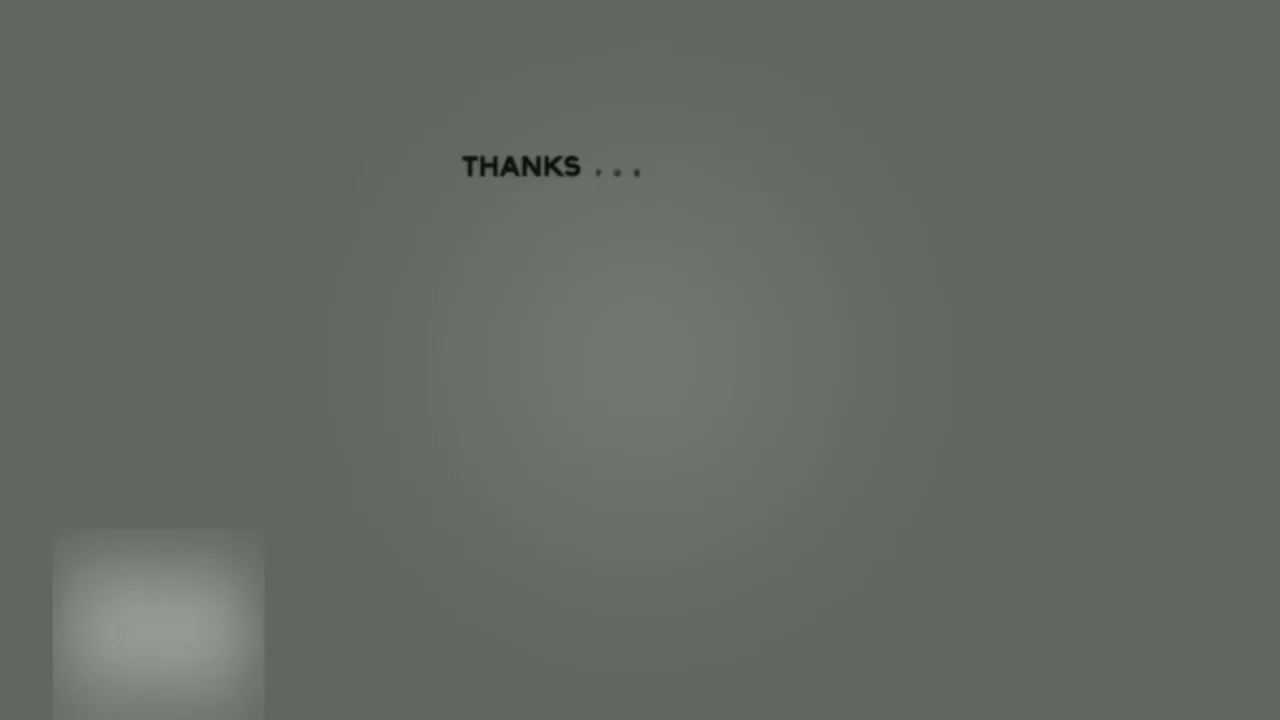 THANKS . . .